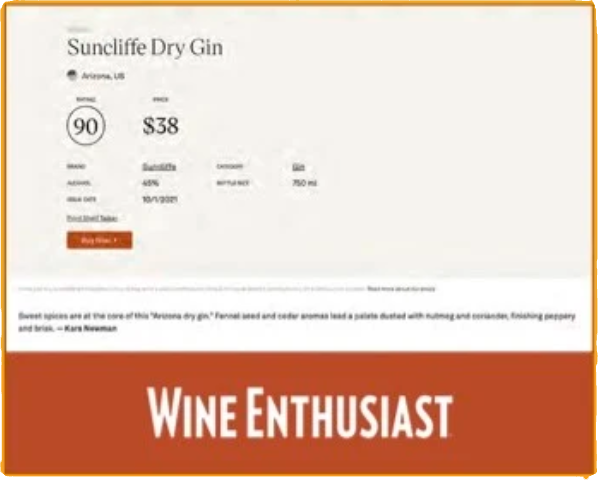 Suncliffe Dry Gin
Arizona, US
RATING PRICE
90 $38
BRAND Suncliffe CATEGORY Gin
ALCOHOL 45% BOTTLE SIZE 750 ml
ISSUE DATE 10/1/2021
Print Shelf Talker
Buy Now
Read more about our policy.
Sweet spices are at the core of this "Arizona dry gin." Fennel seed and cedar aromas lead a palate dusted with nutmeg and coriander, finishing peppery
and brisk. — Kara Newman
WINE ENTHUSIAST